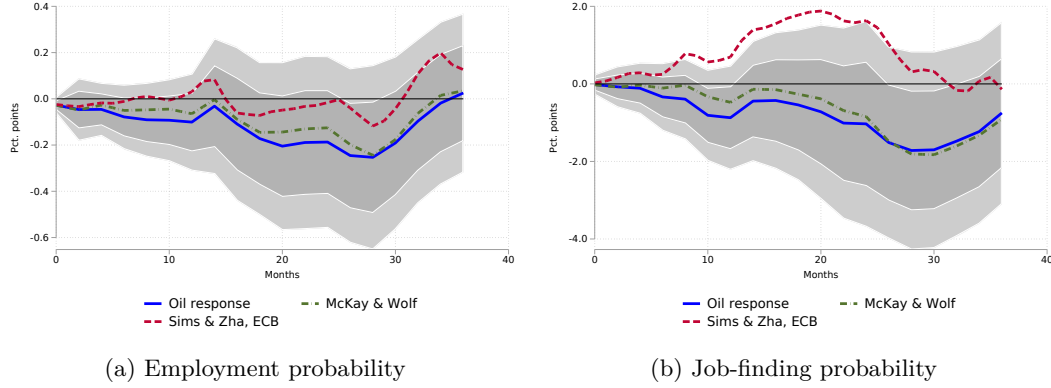 0.4
0.2
0.0
-0.2
-0.4
-0.6
Pct. points
0 10 20 30 40
Months
Oil response McKay & Wolf
Sims & Zha, ECB
(a) Employment probability
2.0
0.0
-2.0
-4.0
Pct. points
0 10 20 30 40
Months
Oil response McKay & Wolf
Sims & Zha, ECB
(b) Job-finding probability